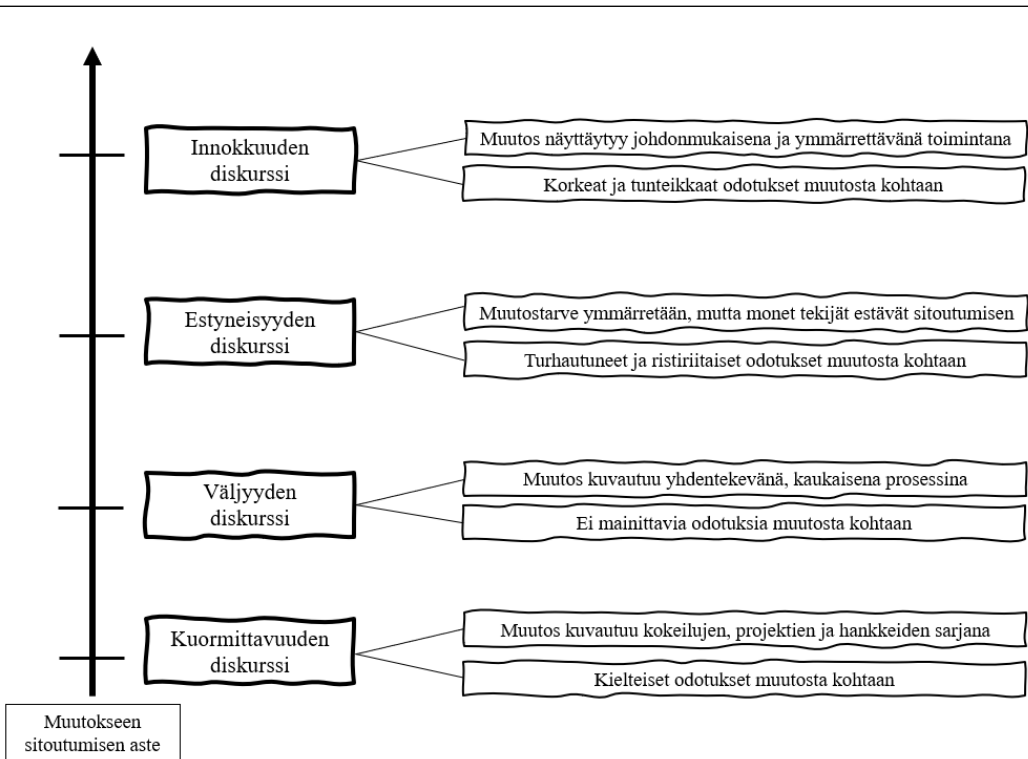 Innokkuuden
diskurssi
Muutos näyttäytyy johdonmukaisena ja ymmärrettävänä toimintana
Korkeat ja tunteikkaat odotukset muutosta kohtaan
Estyneisyyden
diskurssi
Muutostarve ymmärretään, mutta monet tekijät estävät sitoutumisen
Turhautuneet ja ristiriitaiset odotukset muutosta kohtaan
Väljyyden
diskurssi
Muutos kuvautuu yhdentekevänä, kaukaisena prosessina
Ei mainittavia odotuksia muutosta kohtaan
Kuormittavuuden
diskurssi
Muutos kuvautuu kokeilujen, projektien ja hankkeiden sarjana
Kielteiset odotukset muutosta kohtaan
Muutokseen
sitoutumisen aste